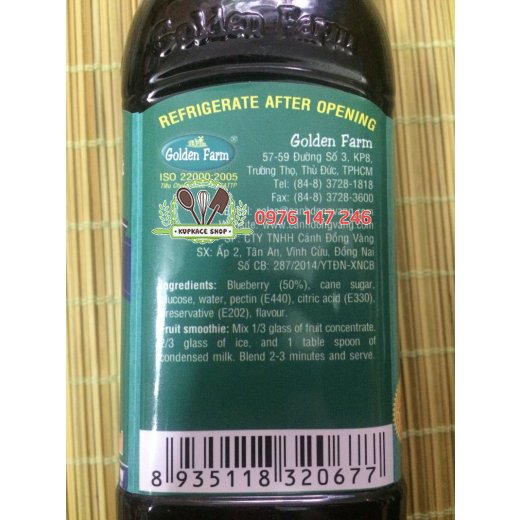 Golden Farm
REFRIGERATE AFTER OPENING
Golden Farm
ISO 22000:2005
Golden Farm
57-59 Đường Số 3, KP8,
Trường Thọ, Thủ Đức, TPHCM
Tel: (84-8) 3728-1818
Fax: (84-8) 3728-3600
KUPKACE SHOP
0976 147 246
CTY TNHH Cánh Đồng Vàng
SX: Ấp 2, Tân An, Vĩnh Cửu, Đồng Nai
Số CB: 287/2014/YTĐN-XNCB
Ingredients: Blueberry (50%), cane sugar,
water, pectin (E440), citric acid (E330),
preservative (E202), flavour.
Fruit smoothie: Mix 1/3 glass of fruit concentrate.
2/3 glass of ice, and 1 table spoon of
condensed milk. Blend 2-3 minutes and serve.
8 935118 320677